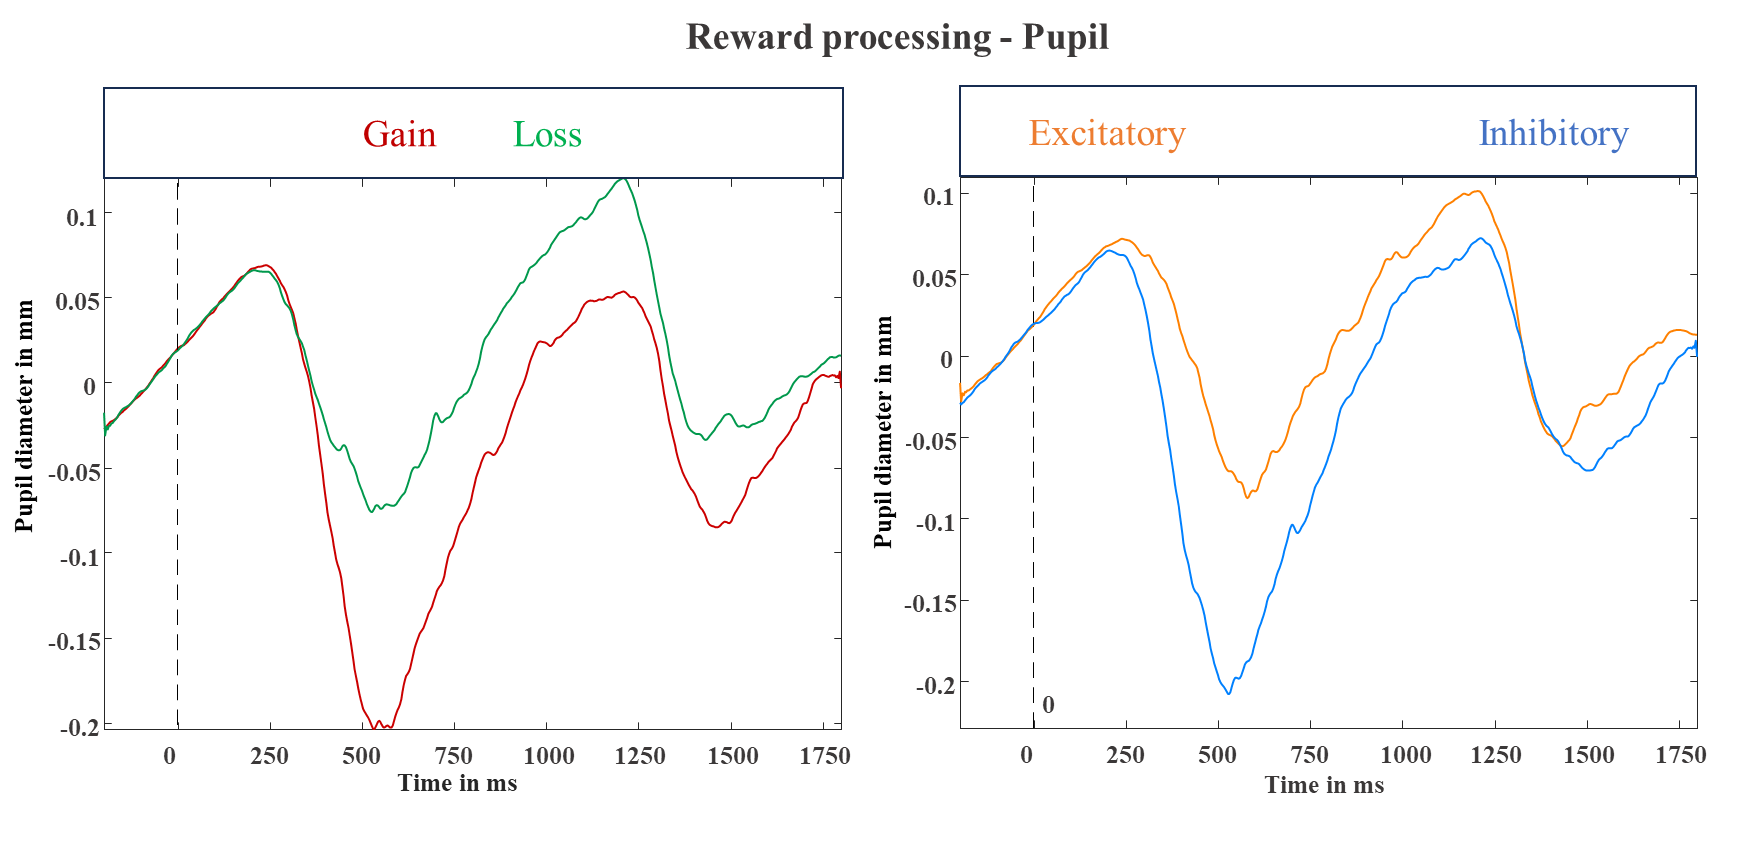 Reward processing - Pupil
Gain Loss
Excitatory Inhibitory
Pupil diameter in mm
0.1
0.05
0
-0.05
-0.1
-0.15
-0.2
0 250 500 750 1000 1250 1500 1750
Time in ms
Pupil diameter in mm
0.1
0.05
0
-0.05
-0.1
-0.15
-0.2
0
0 250 500 750 1000 1250 1500 1750
Time in ms